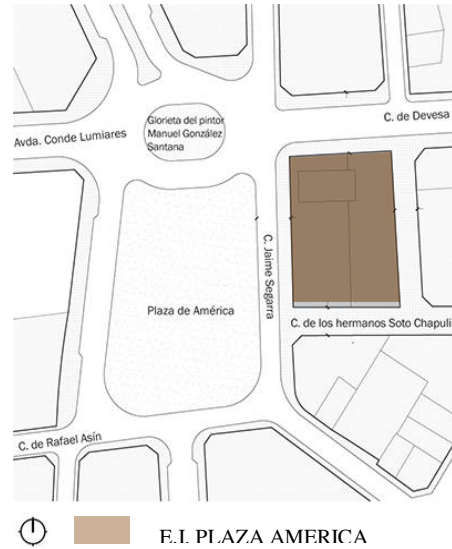 Glorieta del pintor
Manuel González
Santana
C. de Devesa
Avda. Conde Lumiares
C. Jaime Segarra
Plaza de América
C. de los hermanos Soto Chapuli
C. de Rafael Asín
E.I. PLAZA AMERICA